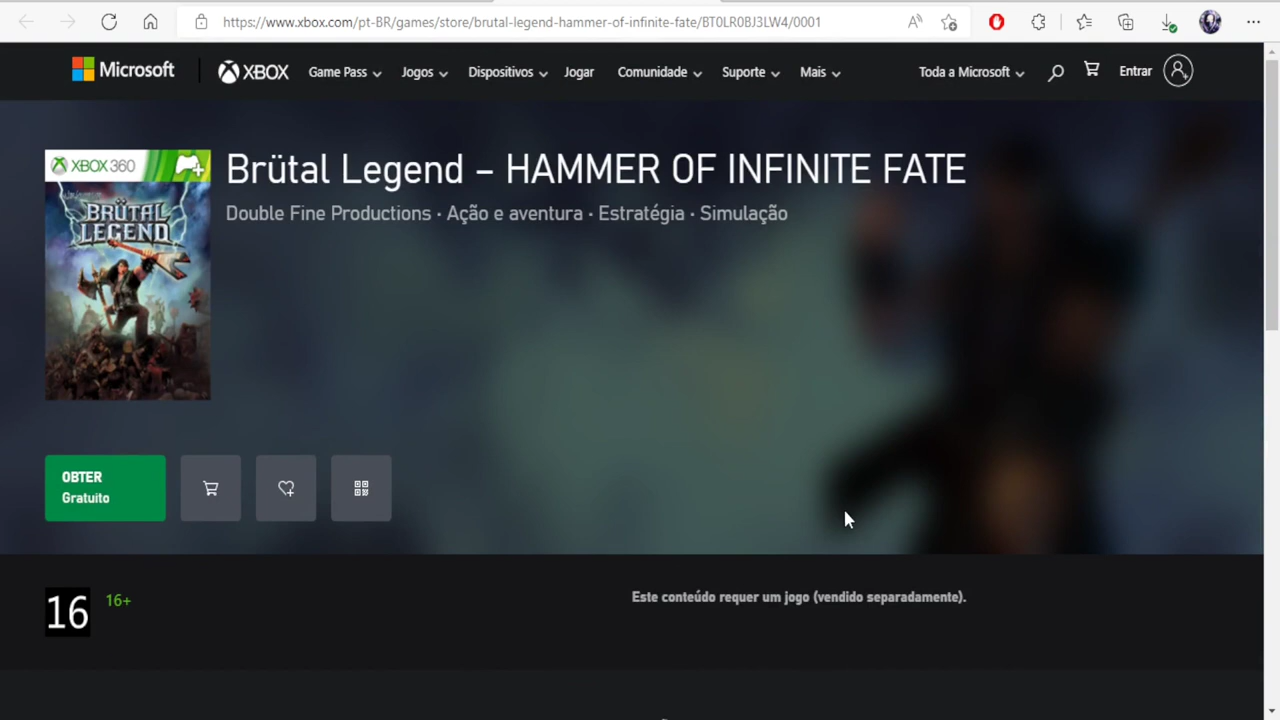 https://www.xbox.com/pt-BR/games/store/brutal-legend-hammer-of-infinite-fate/BT0LR0BJ3LW4/0001
Microsoft
XBOX
Game Pass
Jogos
Dispositivos
Jogar
Comunidade
Suporte
Mais
Toda a Microsoft
Entrar
XBOX 360
BRÜTAL
LEGEND
Brütal Legend – HAMMER OF INFINITE FATE
Double Fine Productions · Ação e aventura · Estratégia · Simulação
OBTER
Gratuito
16
16+
Este conteúdo requer um jogo (vendido separadamente).